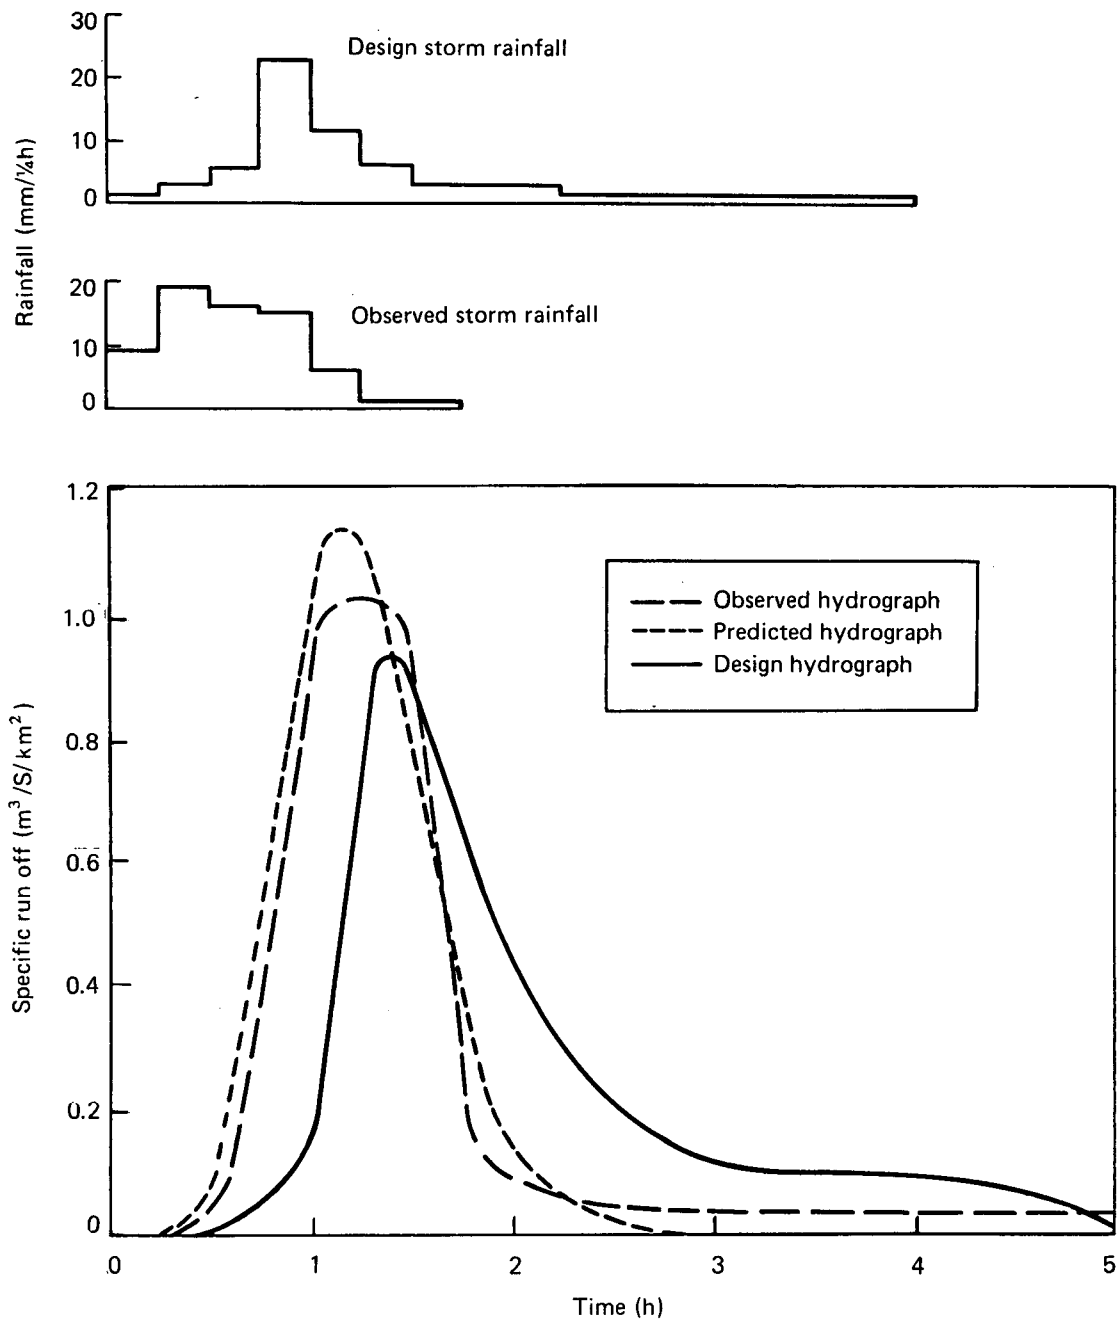 30
Design storm rainfall
20
10
0
Rainfall (mm/¼h)
20
Observed storm rainfall
10
0
1.2
1.0
0.8
0.6
0.4
0.2
0
Specific run off (m³/S/km²)
Observed hydrograph
Predicted hydrograph
Design hydrograph
0 1 2 3 4 5
Time (h)